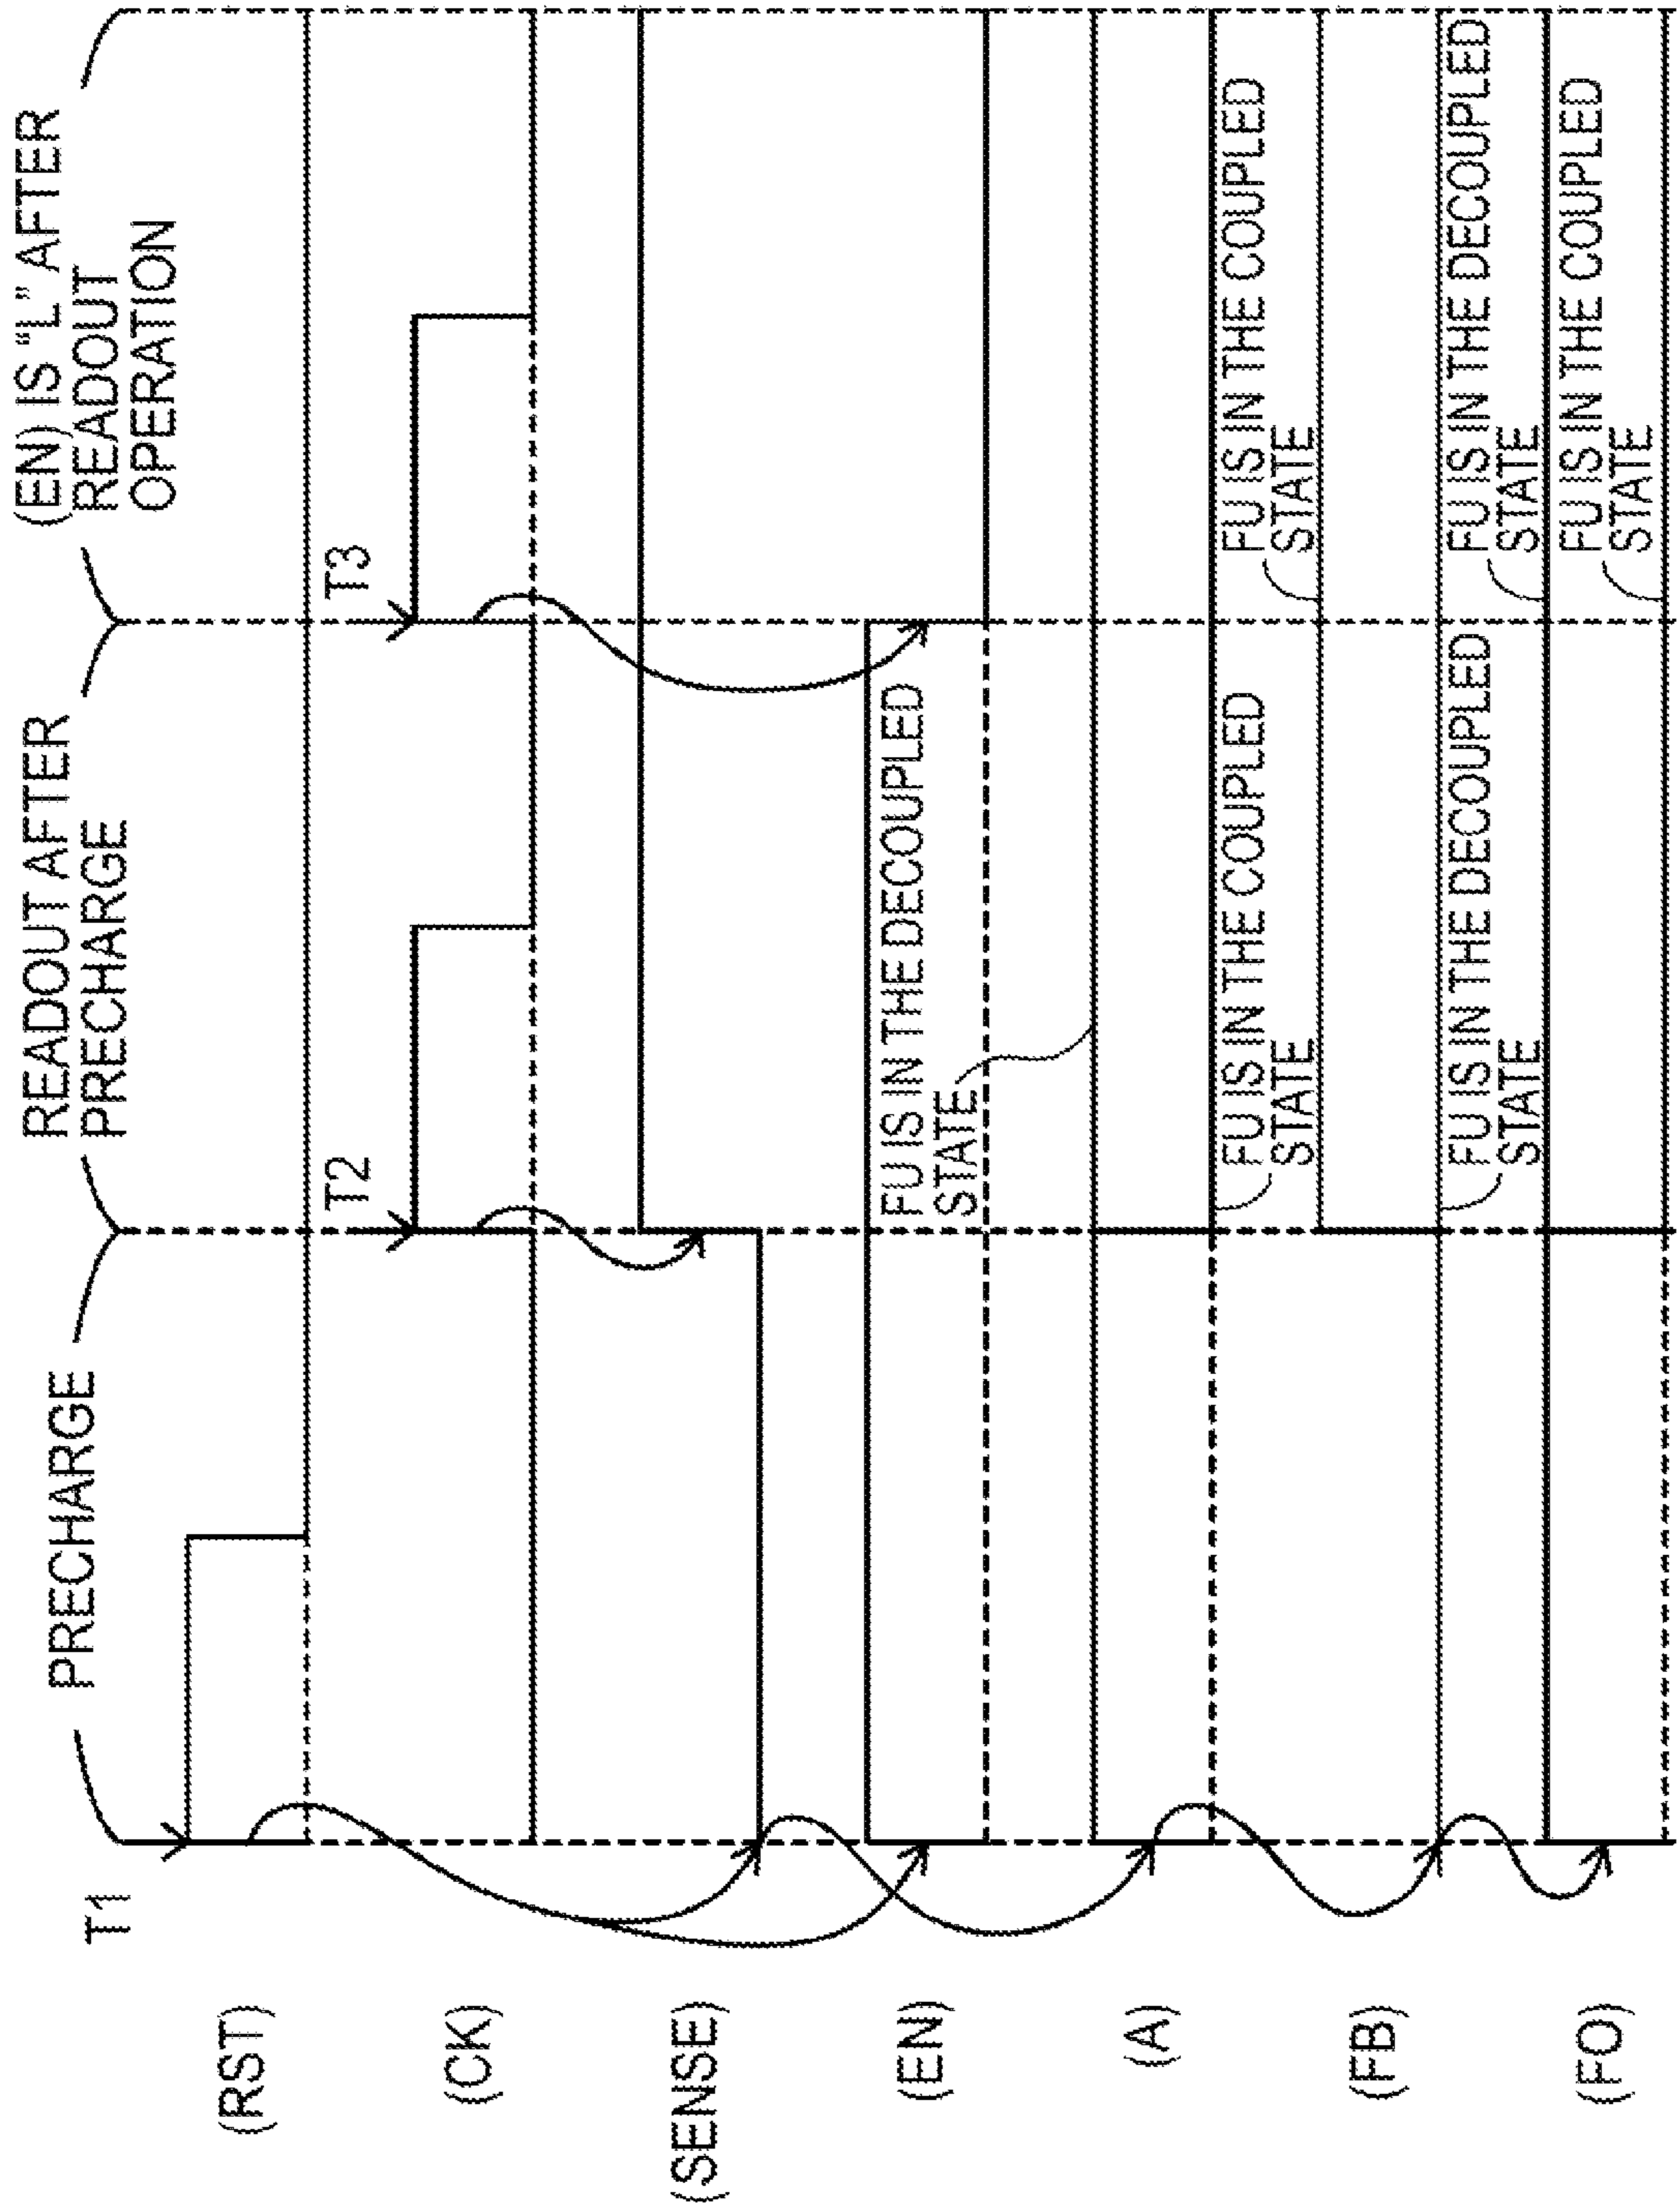 PRECHARGE
READOUT AFTER
PRECHARGE
(EN) IS "L" AFTER
READOUT
OPERATION
T1
T2
T3
(RST)
(CK)
(SENSE)
(EN)
FU IS IN THE DECOUPLED
STATE
(A)
FU IS IN THE COUPLED
STATE
FU IS IN THE COUPLED
STATE
(FB)
FU IS IN THE DECOUPLED
STATE
FU IS IN THE DECOUPLED
STATE
(FO)
FU IS IN THE COUPLED
STATE